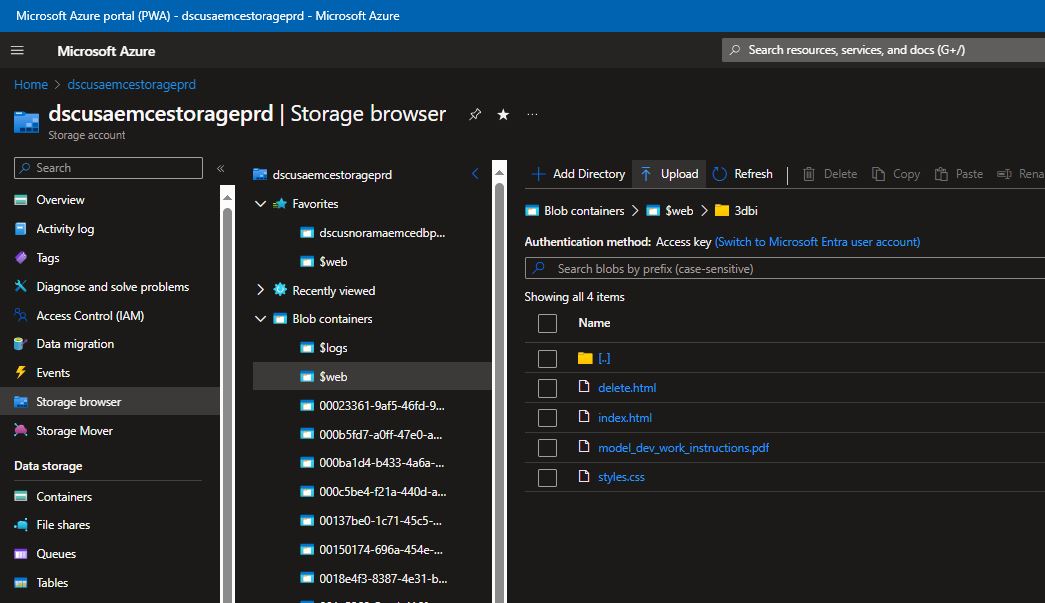 Microsoft Azure portal (PWA) - dscusaemcestorageprd - Microsoft Azure
Microsoft Azure
Search resources, services, and docs (G+/)
Home > dscusaemcestorageprd
dscusaemcestorageprd | Storage browser
Storage account
Search
Overview
Activity log
Tags
Diagnose and solve problems
Access Control (IAM)
Data migration
Events
Storage browser
Storage Mover
Data storage
Containers
File shares
Queues
Tables
dscusaemcestorageprd
Favorites
dscusnoramaemcedbp...
$web
Recently viewed
Blob containers
$logs
$web
00023361-9af5-46fd-9...
000b5fd7-a0ff-47e0-a...
000ba1d4-b433-4a6a-...
000c5be4-f21a-440d-a...
00137be0-1c71-45c5-...
00150174-696a-454e-...
0018e4f3-8387-4e31-b...
Add Directory Upload Refresh Delete Copy Paste Rena
Blob containers > $web > 3dbi
Authentication method: Access key (Switch to Microsoft Entra user account)
Search blobs by prefix (case-sensitive)
Showing all 4 items
Name
[..]
delete.html
index.html
model_dev_work_instructions.pdf
styles.css